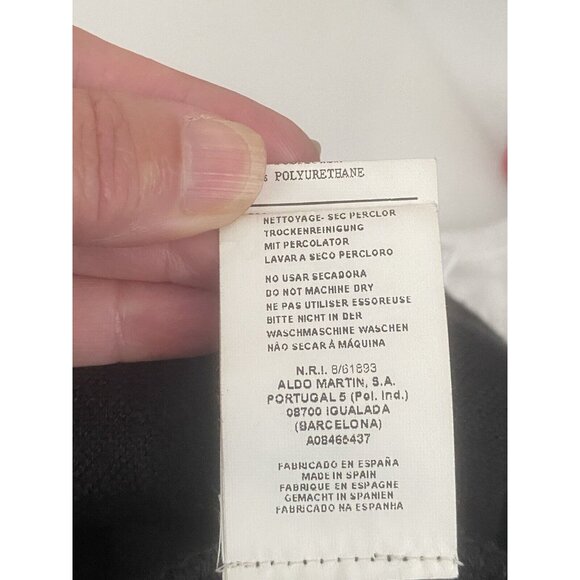 % POLYURETHANE
NETTOYAGE- SEC PERCLOR
TROCKENREINIGUNG
MIT PERCOLATOR
LAVAR A SECO PERCLORO
NO USAR SECADORA
DO NOT MACHINE DRY
NE PAS UTILISER ESSOREUSE
BITTE NICHT IN DER
WASCHMASCHINE WASCHEN
NÃO SECAR À MÁQUINA
N.R.I. 8/61893
ALDO MARTIN, S.A.
PORTUGAL 5 (Pol. Ind.)
08700 IGUALADA
(BARCELONA)
A08465437
FABRICADO EN ESPAÑA
MADE IN SPAIN
FABRIQUE EN ESPAGNE
GEMACHT IN SPANIEN
FABRICADO NA ESPANHA